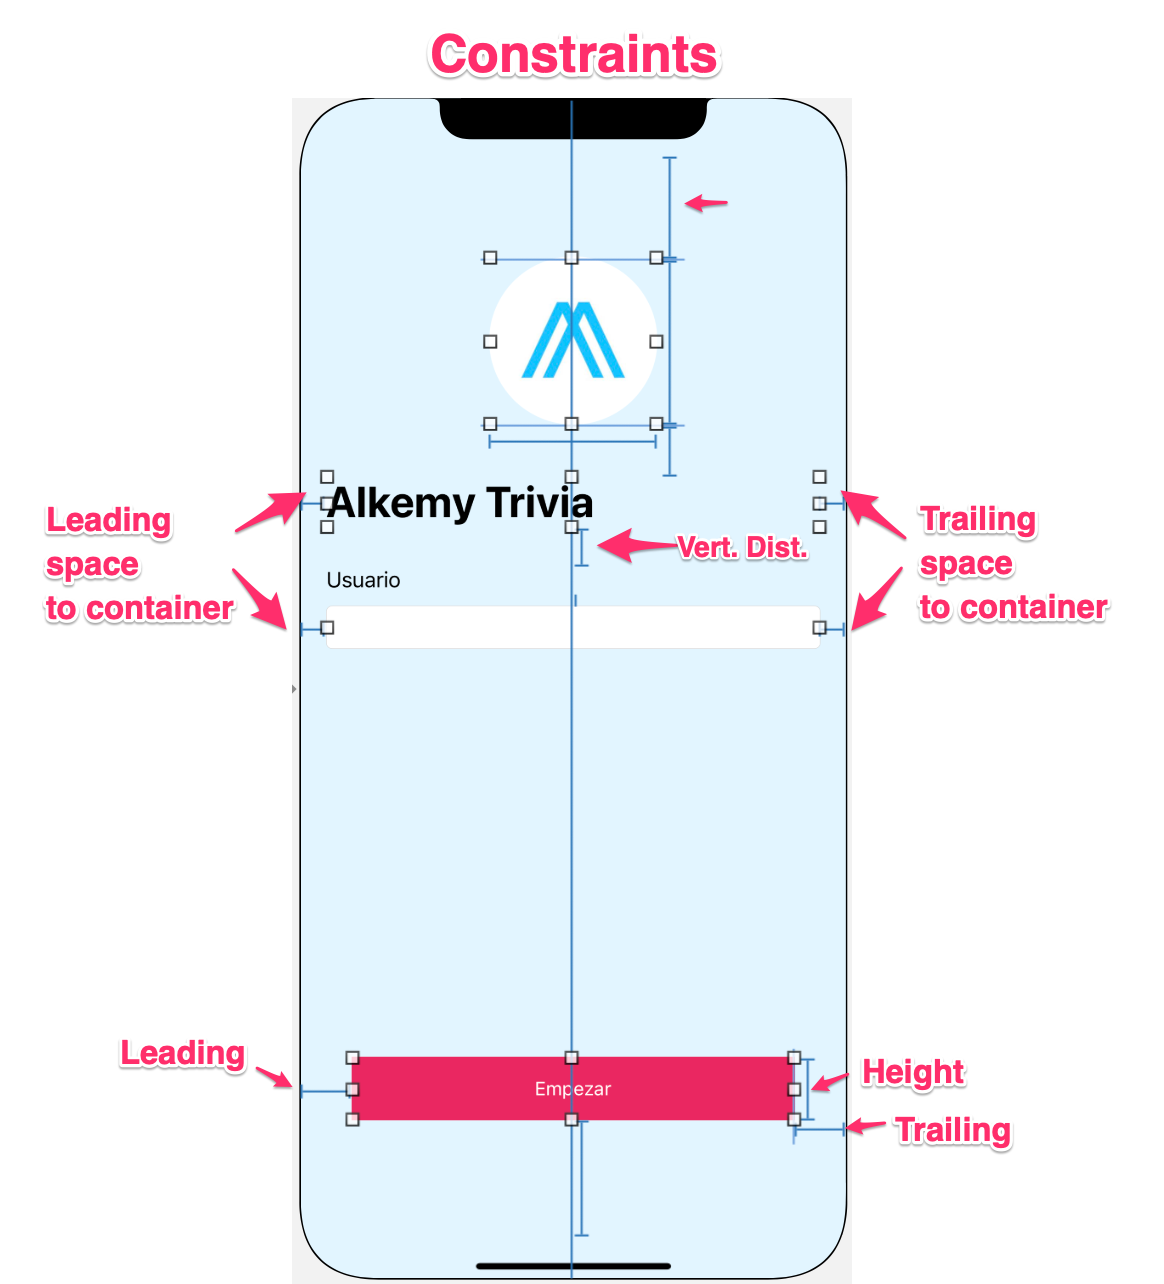 Constraints
Alkemy Trivia
Leading
space
to container
Trailing
space
to container
Vert. Dist.
Usuario
Leading
Empezar
Height
Trailing